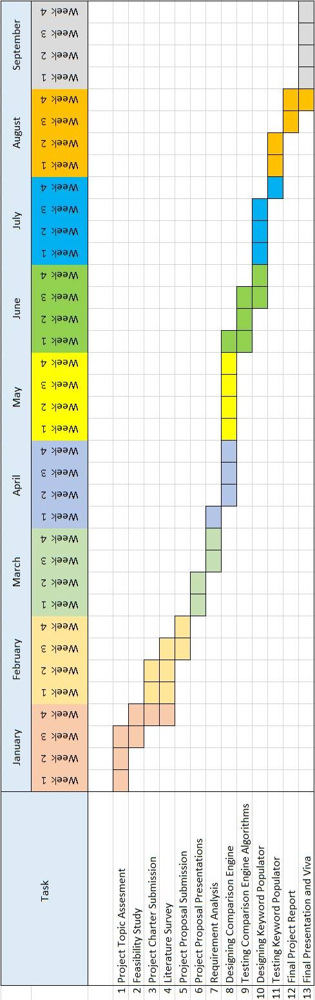 Task
January
February
March
April
May
June
July
August
September
Week 1
Week 2
Week 3
Week 4
Week 1
Week 2
Week 3
Week 4
Week 1
Week 2
Week 3
Week 4
Week 1
Week 2
Week 3
Week 4
Week 1
Week 2
Week 3
Week 4
Week 1
Week 2
Week 3
Week 4
Week 1
Week 2
Week 3
Week 4
Week 1
Week 2
Week 3
Week 4
Week 1
Week 2
Week 3
Week 4
1 Project Topic Assesment
2 Feasibility Study
3 Project Charter Submission
4 Literature Survey
5 Project Proposal Submission
6 Project Proposal Presentations
7 Requirement Analysis
8 Designing Comparison Engine
9 Testing Comparison Engine Algorithms
10 Designing Keyword Populator
11 Testing Keyword Populator
12 Final Project Report
13 Final Presentation and Viva